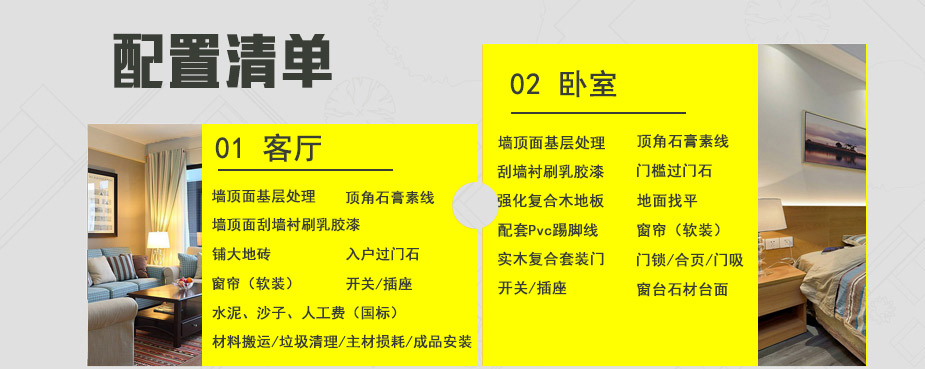 配置清单
01 客厅
墙顶面基层处理 顶角石膏素线
墙顶面刮墙衬刷乳胶漆
铺大地砖 入户过门石
窗帘（软装） 开关/插座
水泥、沙子、人工费（国标）
材料搬运/垃圾清理/主材损耗/成品安装
02 卧室
墙顶面基层处理 顶角石膏素线
刮墙衬刷乳胶漆 门槛过门石
强化复合木地板 地面找平
配套Pvc踢脚线 窗帘（软装）
实木复合套装门 门锁/合页/门吸
开关/插座 窗台石材台面